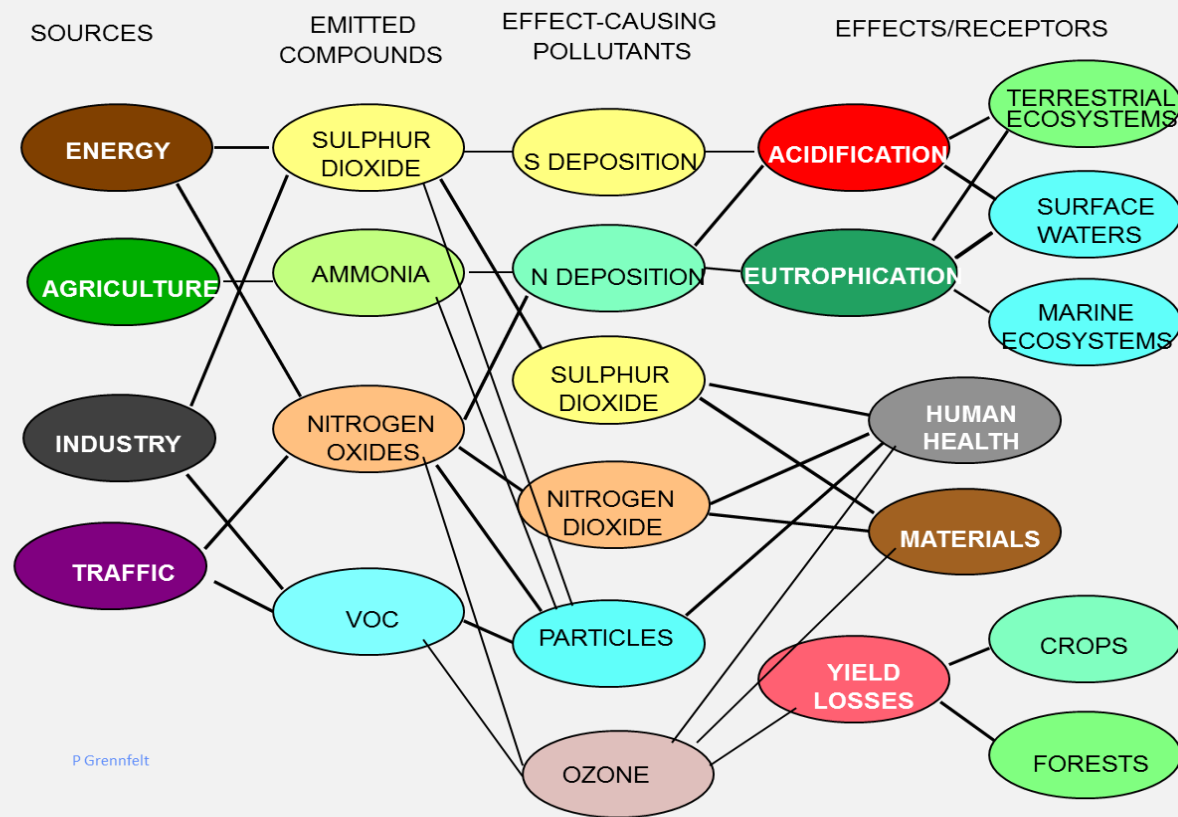 SOURCES
EMITTED
COMPOUNDS
EFFECT-CAUSING
POLLUTANTS
EFFECTS/RECEPTORS
ENERGY
AGRICULTURE
INDUSTRY
TRAFFIC
SULPHUR
DIOXIDE
AMMONIA
NITROGEN
OXIDES
VOC
S DEPOSITION
N DEPOSITION
SULPHUR
DIOXIDE
NITROGEN
DIOXIDE
PARTICLES
OZONE
ACIDIFICATION
EUTROPHICATION
HUMAN
HEALTH
MATERIALS
YIELD
LOSSES
TERRESTRIAL
ECOSYSTEMS
SURFACE
WATERS
MARINE
ECOSYSTEMS
CROPS
FORESTS
P Grennfelt